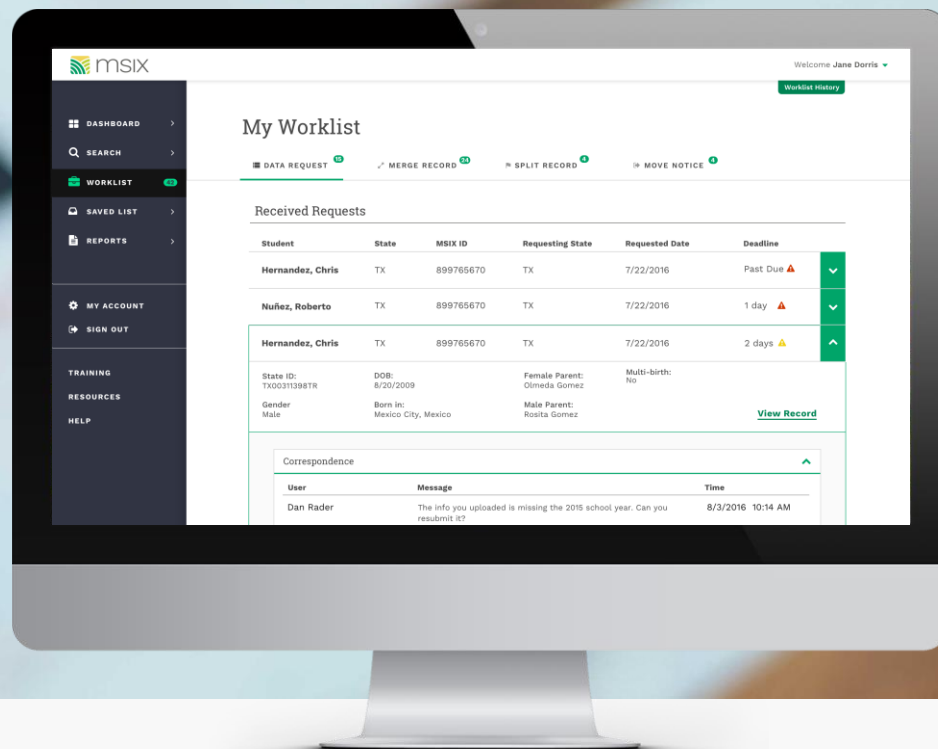 msix
Welcome Jane Dorris
Worklist History
DASHBOARD
SEARCH
WORKLIST 43
SAVED LIST
REPORTS
MY ACCOUNT
SIGN OUT
TRAINING
RESOURCES
HELP
My Worklist
DATA REQUEST 15 MERGE RECORD 24 SPLIT RECORD 4 MOVE NOTICE 4
Received Requests
Student State MSIX ID Requesting State Requested Date Deadline
Hernandez, Chris TX 899765670 TX 7/22/2016 Past Due
Nuñez, Roberto TX 899765670 TX 7/22/2016 1 day
Hernandez, Chris TX 899765670 TX 7/22/2016 2 days
State ID: DOB: Female Parent: Multi-birth:
TX00311398TR 8/20/2009 Olmeda Gomez No
Gender Born in: Male Parent:
Male Mexico City, Mexico Rosita Gomez View Record
Correspondence
User Message Time
Dan Rader The info you uploaded is missing the 2015 school year. Can you 8/3/2016 10:14 AM
resubmit it?